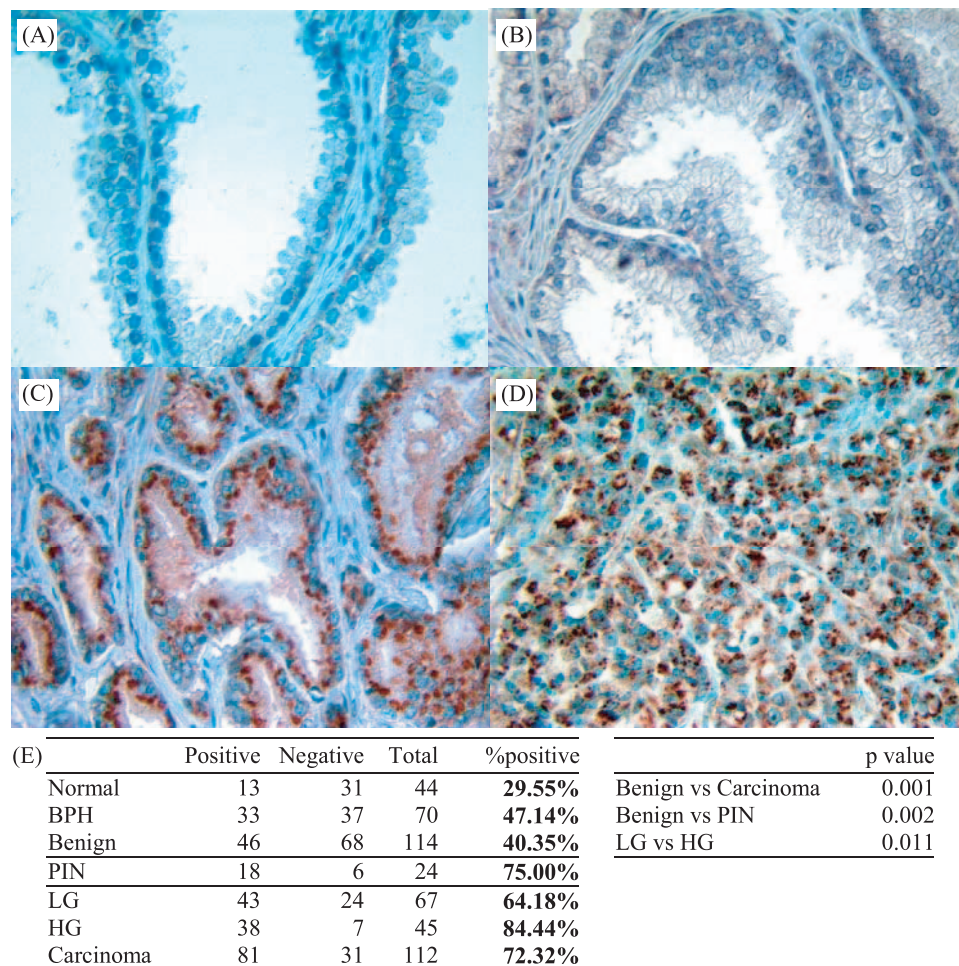 (A)
(B)
(C)
(D)
(E) Positive Negative Total %positive
Normal 13 31 44 29.55%
BPH 33 37 70 47.14%
Benign 46 68 114 40.35%
PIN 18 6 24 75.00%
LG 43 24 67 64.18%
HG 38 7 45 84.44%
Carcinoma 81 31 112 72.32%
p value
Benign vs Carcinoma 0.001
Benign vs PIN 0.002
LG vs HG 0.011